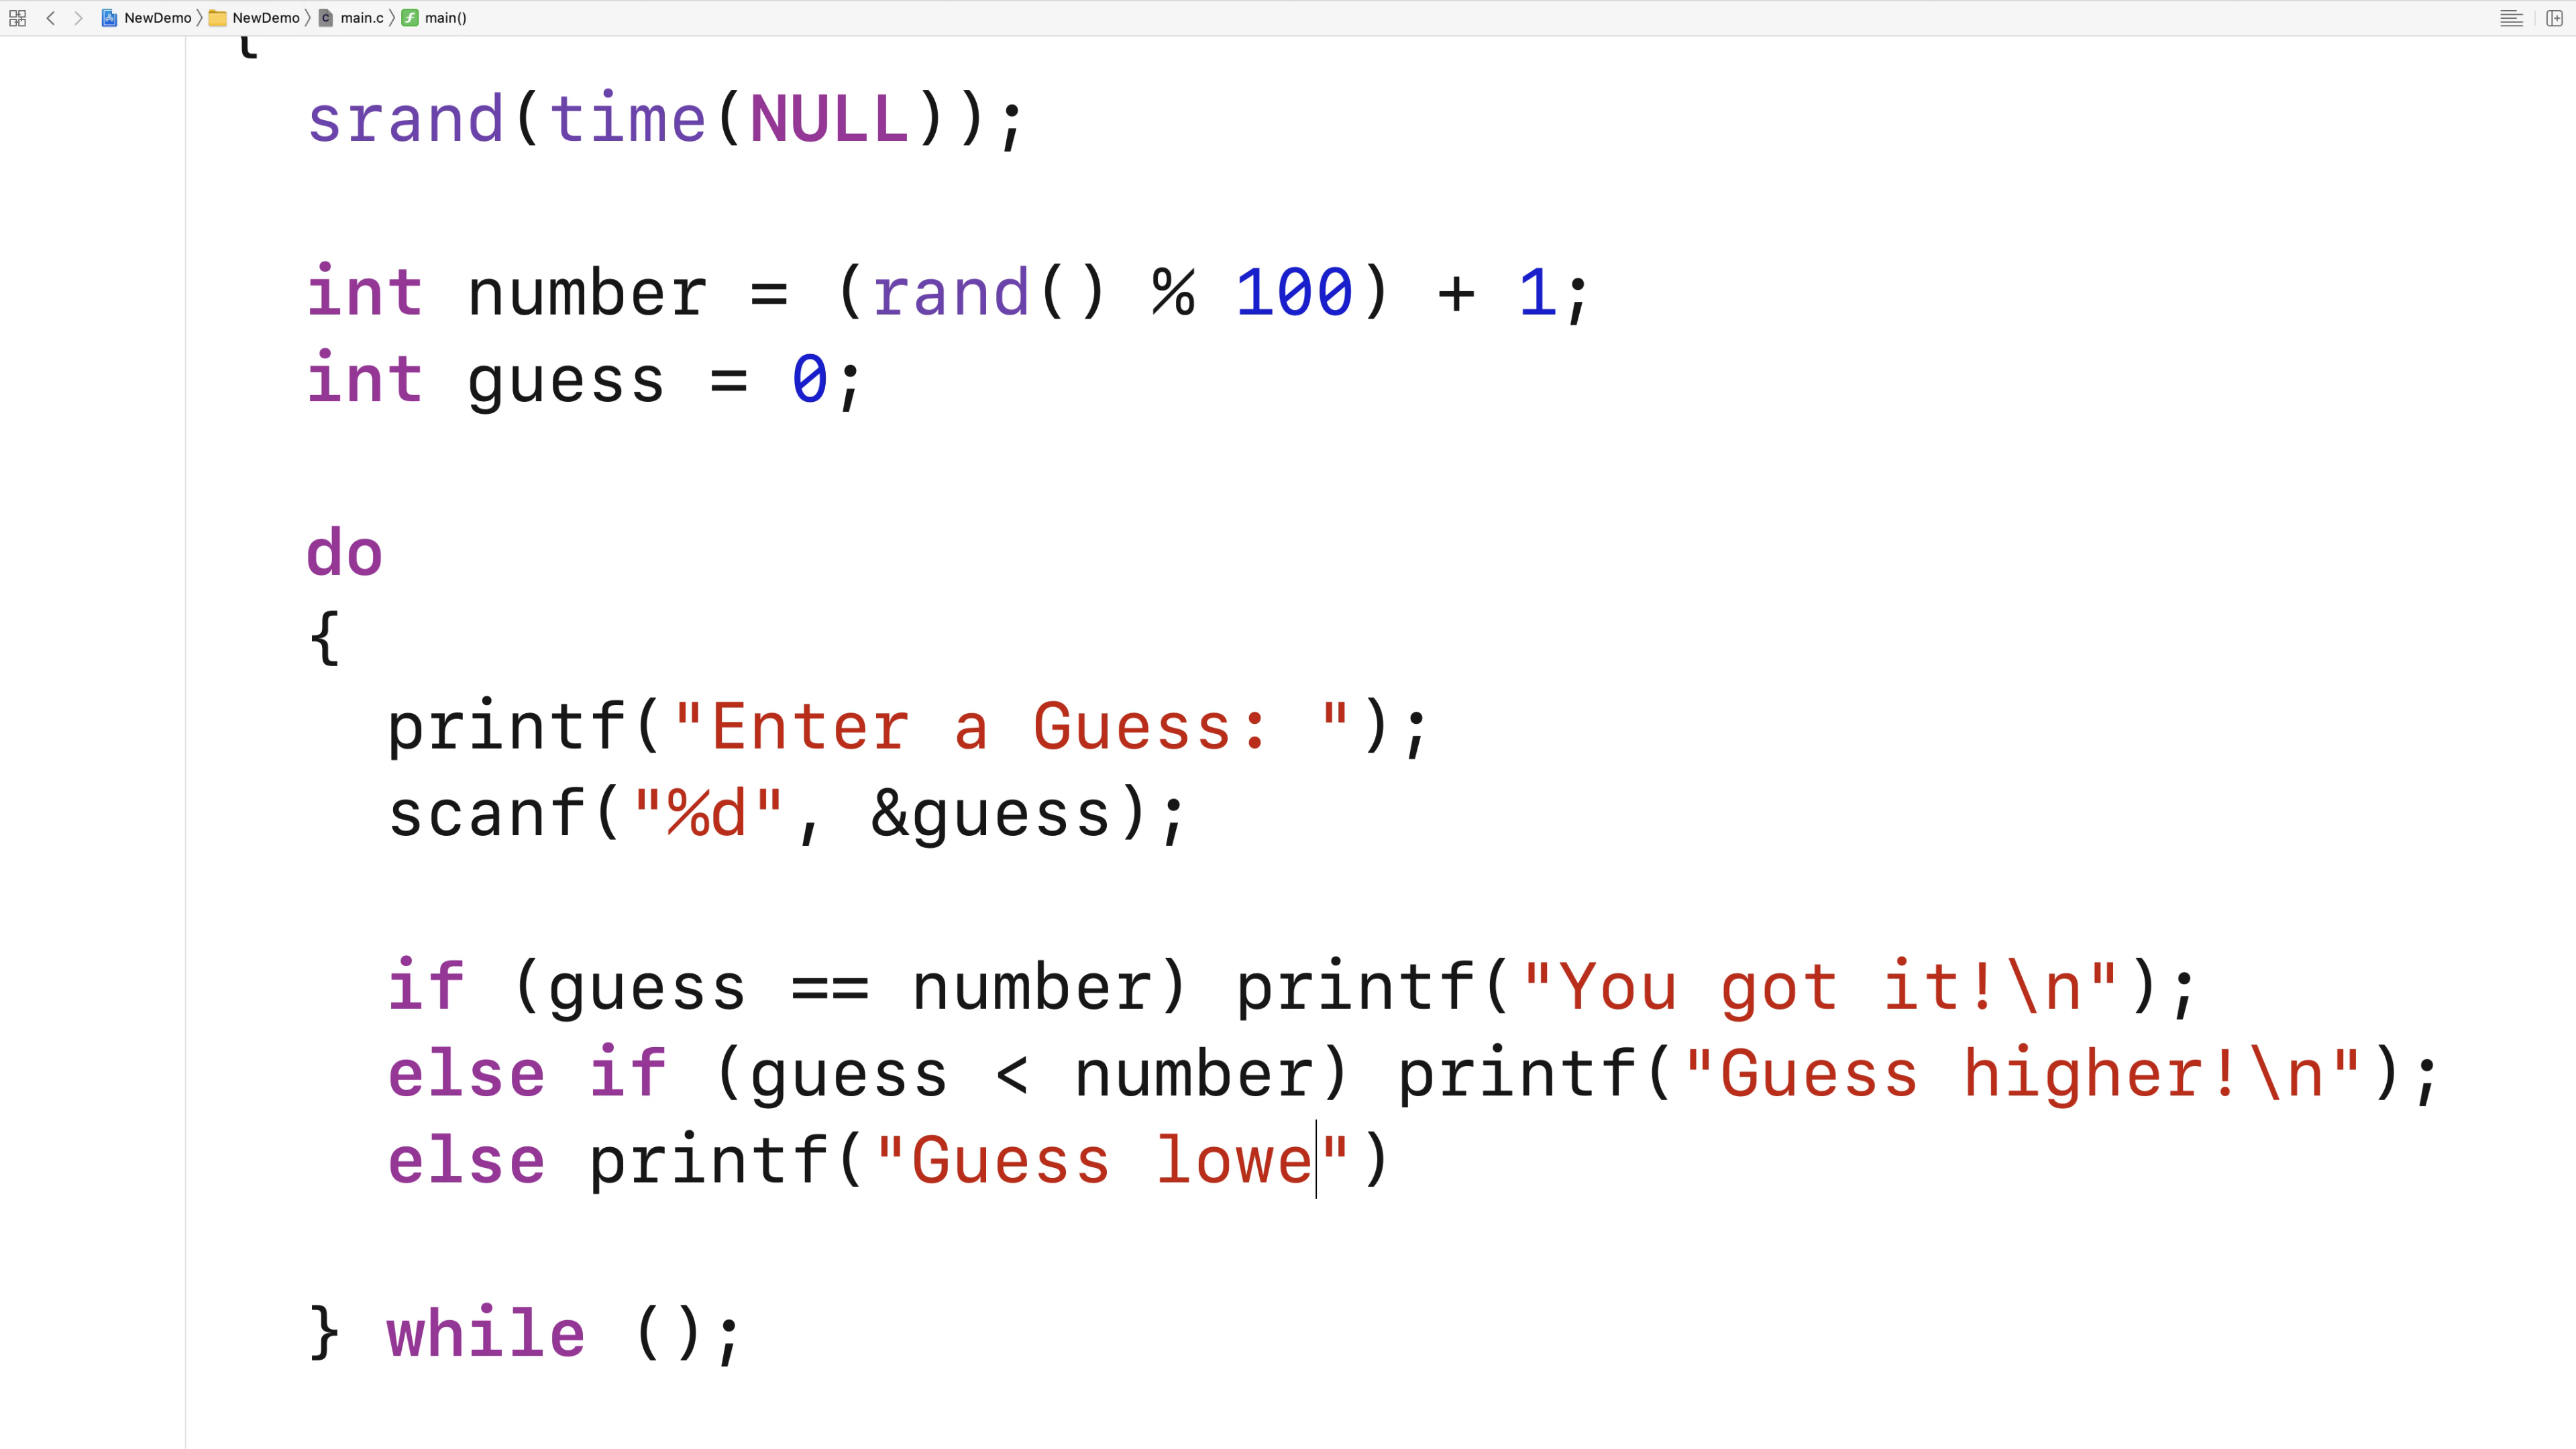 NewDemo NewDemo main.c main()
{
srand(time(NULL));
int number = (rand() % 100) + 1;
int guess = 0;
do
{
printf("Enter a Guess: ");
scanf("%d", &guess);
if (guess == number) printf("You got it!\n");
else if (guess < number) printf("Guess higher!\n");
else printf("Guess lowe")
} while ();